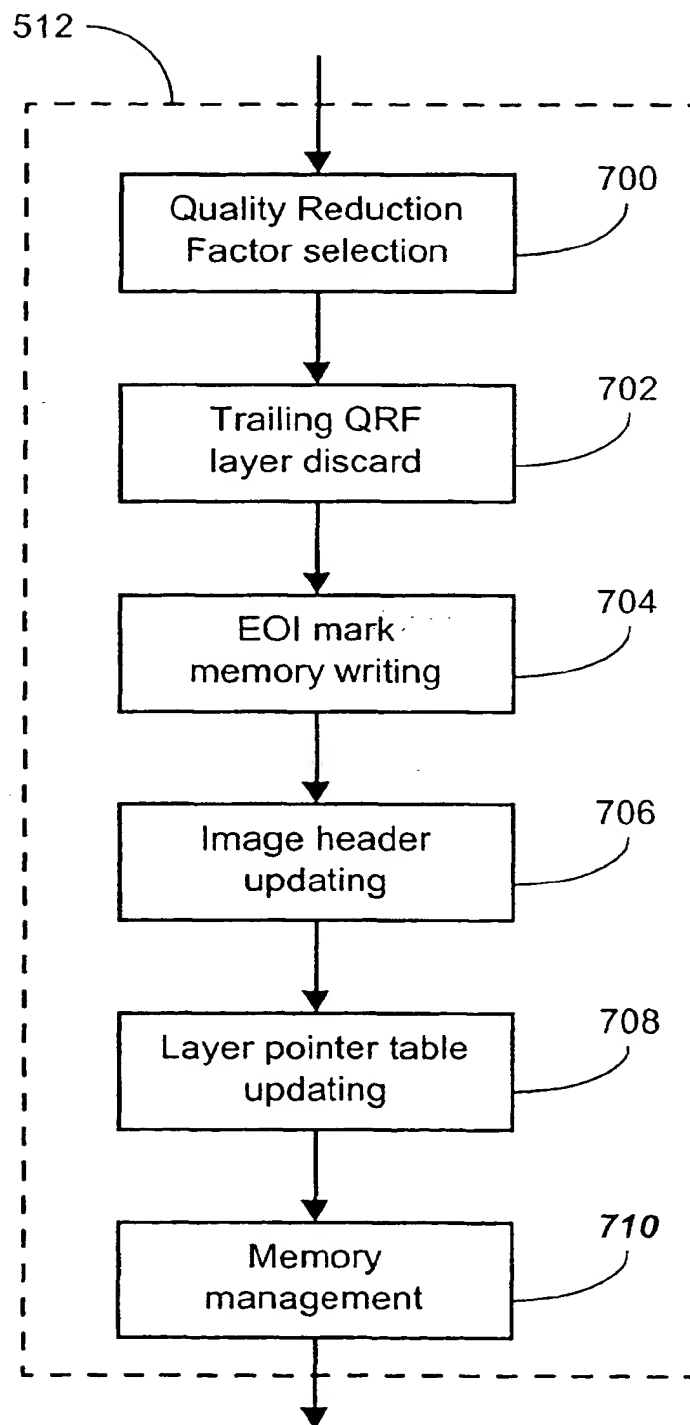 512
700
Quality Reduction
Factor selection
702
Trailing QRF
layer discard
704
EOI mark
memory writing
706
Image header
updating
708
Layer pointer table
updating
710
Memory
management